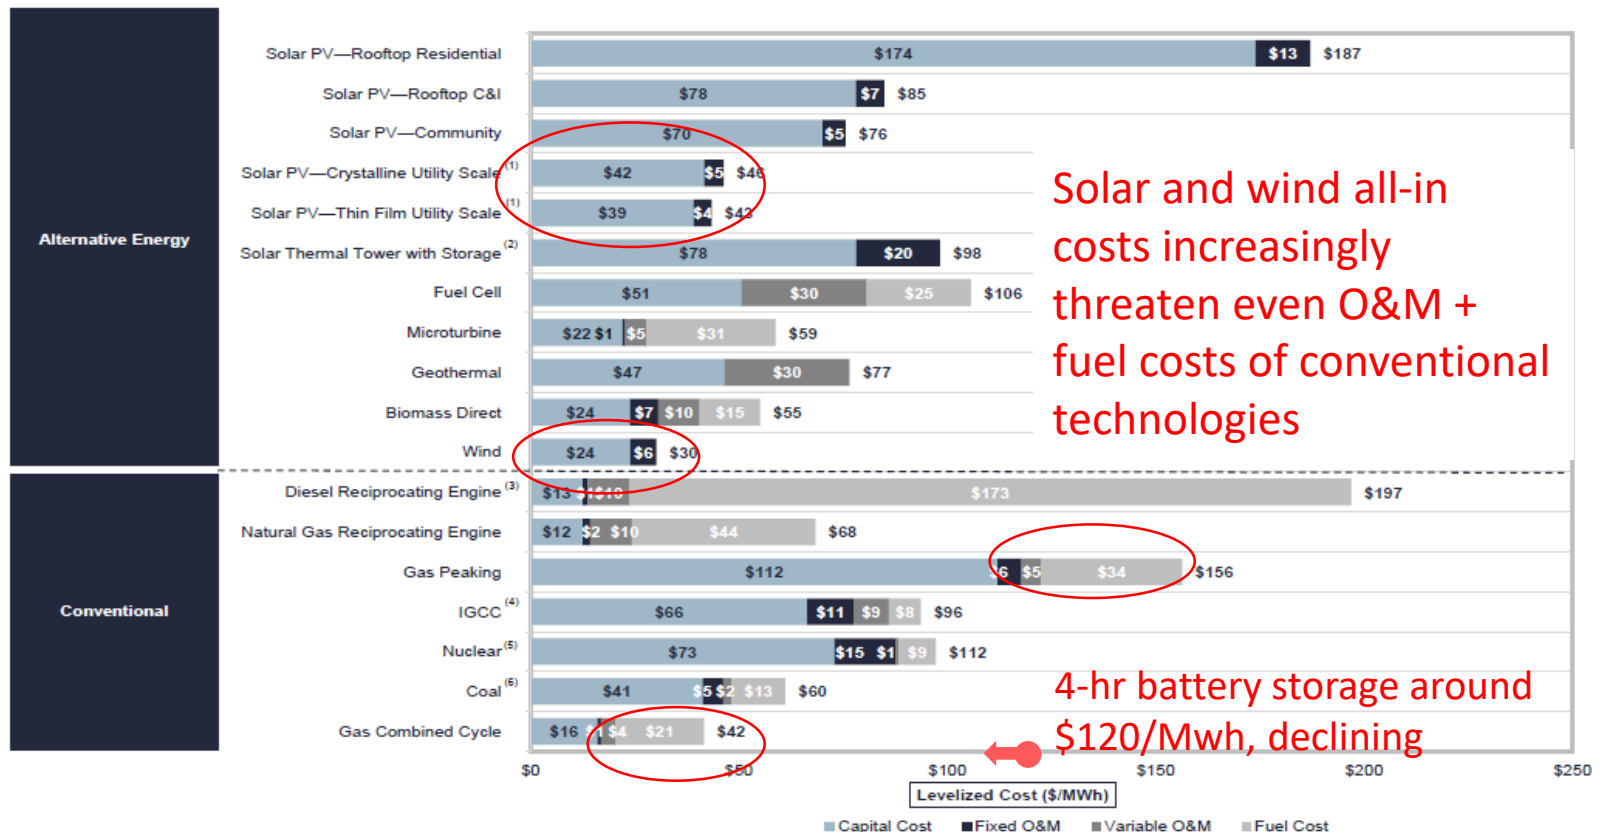 Alternative Energy
Solar PV—Rooftop Residential $174 $13 $187
Solar PV—Rooftop C&I $78 $7 $85
Solar PV—Community $70 $5 $76
Solar PV—Crystalline Utility Scale (1) $42 $5 $46
Solar PV—Thin Film Utility Scale (1) $39 $4 $43
Solar Thermal Tower with Storage (2) $78 $20 $98
Fuel Cell $51 $30 $25 $106
Microturbine $22 $1 $5 $31 $59
Geothermal $47 $30 $77
Biomass Direct $24 $7 $10 $15 $55
Wind $24 $6 $30
Solar and wind all-in
costs increasingly
threaten even O&M +
fuel costs of conventional
technologies
Conventional
Diesel Reciprocating Engine (3) $13 $173 $197
Natural Gas Reciprocating Engine $12 $2 $10 $44 $68
Gas Peaking $112 $6 $5 $34 $156
IGCC (4) $66 $11 $9 $8 $96
Nuclear (5) $73 $15 $1 $9 $112
Coal (6) $41 $5 $2 $13 $60
Gas Combined Cycle $16 $1 $4 $21 $42
4-hr battery storage around
$120/Mwh, declining
$0 $50 $100 $150 $200 $250
Levelized Cost ($/MWh)
Capital Cost Fixed O&M Variable O&M Fuel Cost